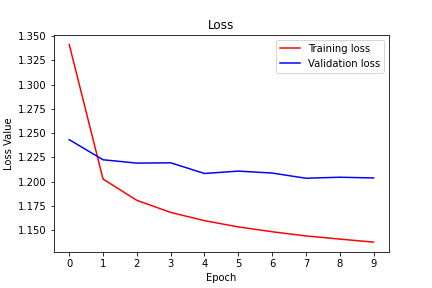 Loss
Training loss
Validation loss
Loss Value
1.350
1.325
1.300
1.275
1.250
1.225
1.200
1.175
1.150
0 1 2 3 4 5 6 7 8 9
Epoch